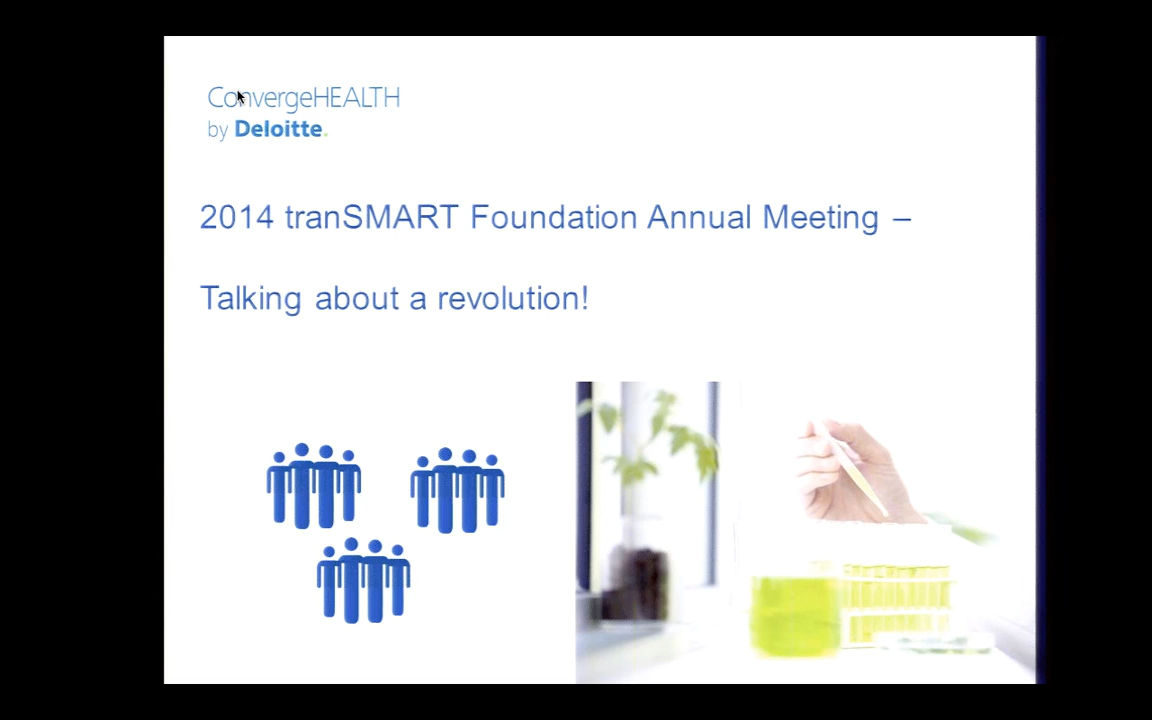 ConvergeHEALTH
by Deloitte.
2014 tranSMART Foundation Annual Meeting –
Talking about a revolution!